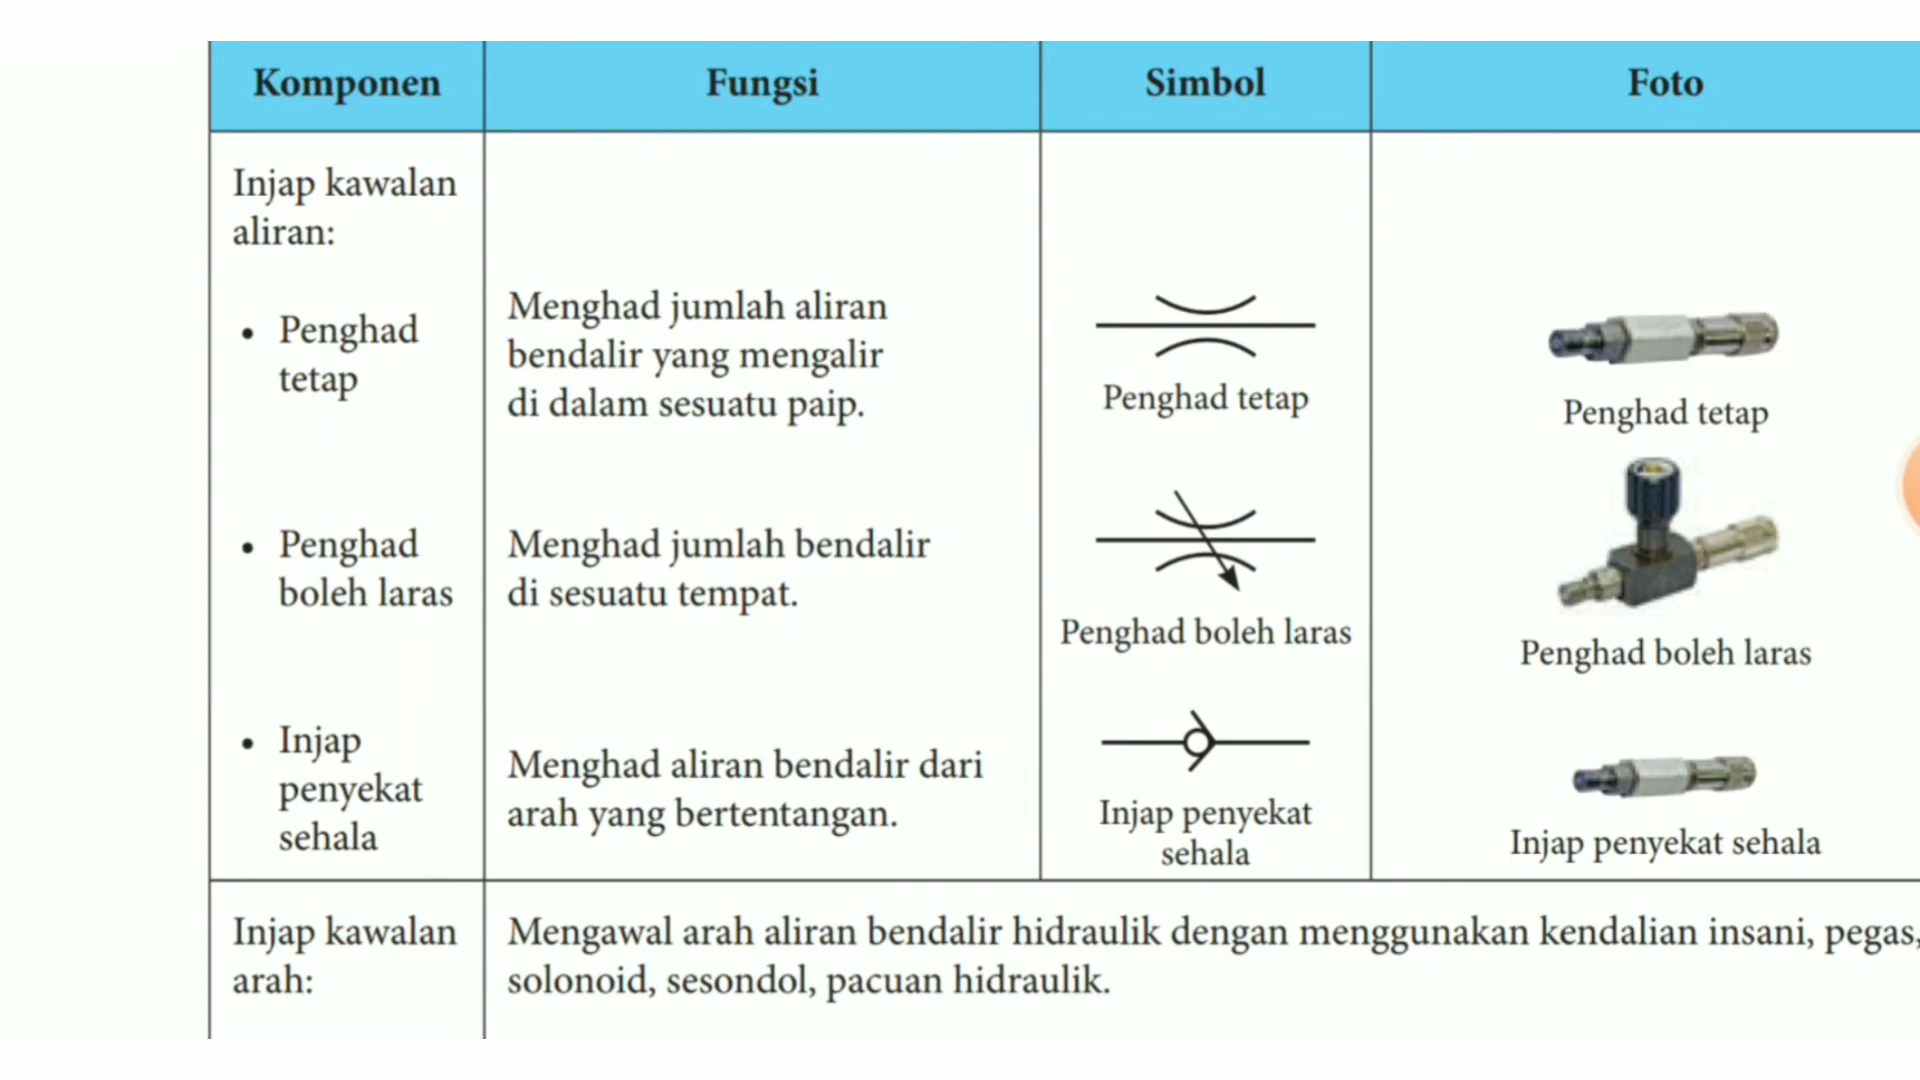 Komponen
Fungsi
Simbol
Foto
Injap kawalan
aliran:
• Penghad
tetap
Menghad jumlah aliran
bendalir yang mengalir
di dalam sesuatu paip.
Penghad tetap
Penghad tetap
• Penghad
boleh laras
Menghad jumlah bendalir
di sesuatu tempat.
Penghad boleh laras
Penghad boleh laras
• Injap
penyekat
sehala
Menghad aliran bendalir dari
arah yang bertentangan.
Injap penyekat
sehala
Injap penyekat sehala
Injap kawalan
arah:
Mengawal arah aliran bendalir hidraulik dengan menggunakan kendalian insani, pegas,
solonoid, sesondol, pacuan hidraulik.